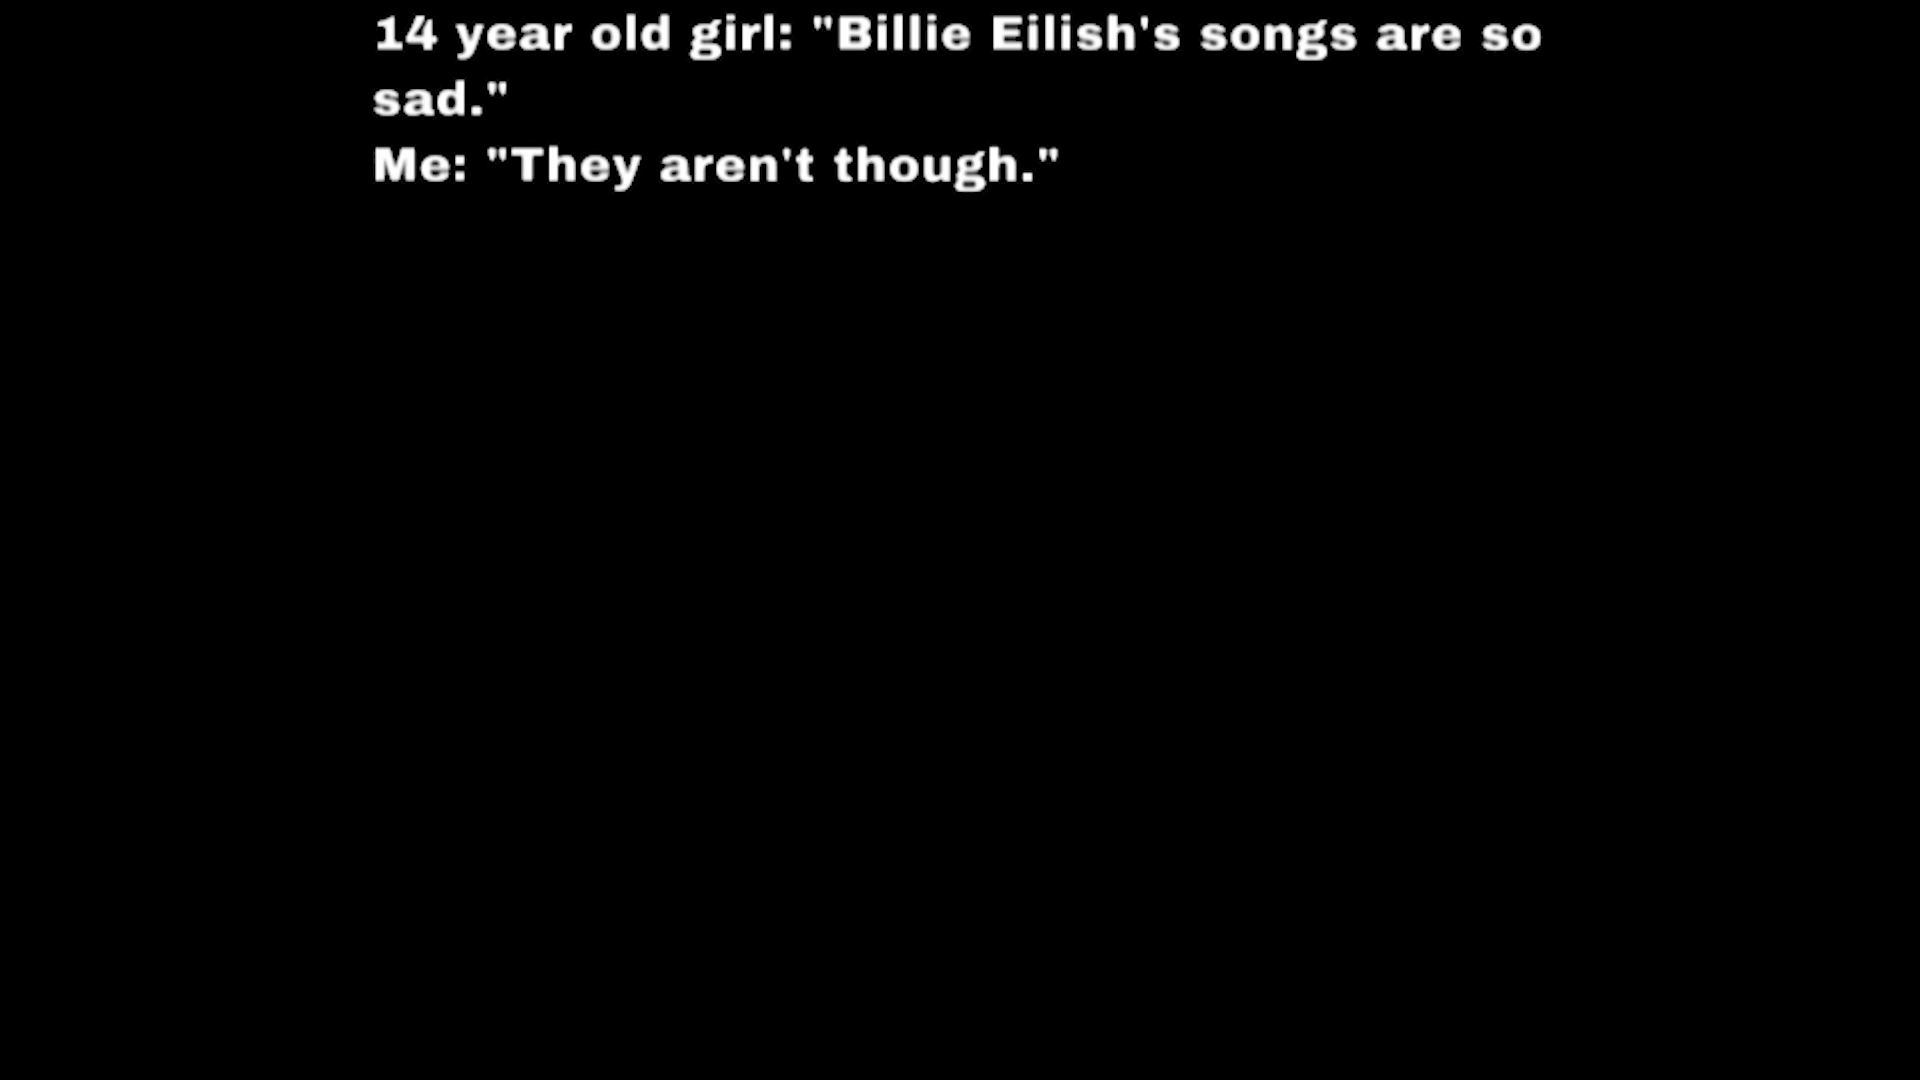 14 year old girl: "Billie Eilish's songs are so
sad."
Me: "They aren't though."